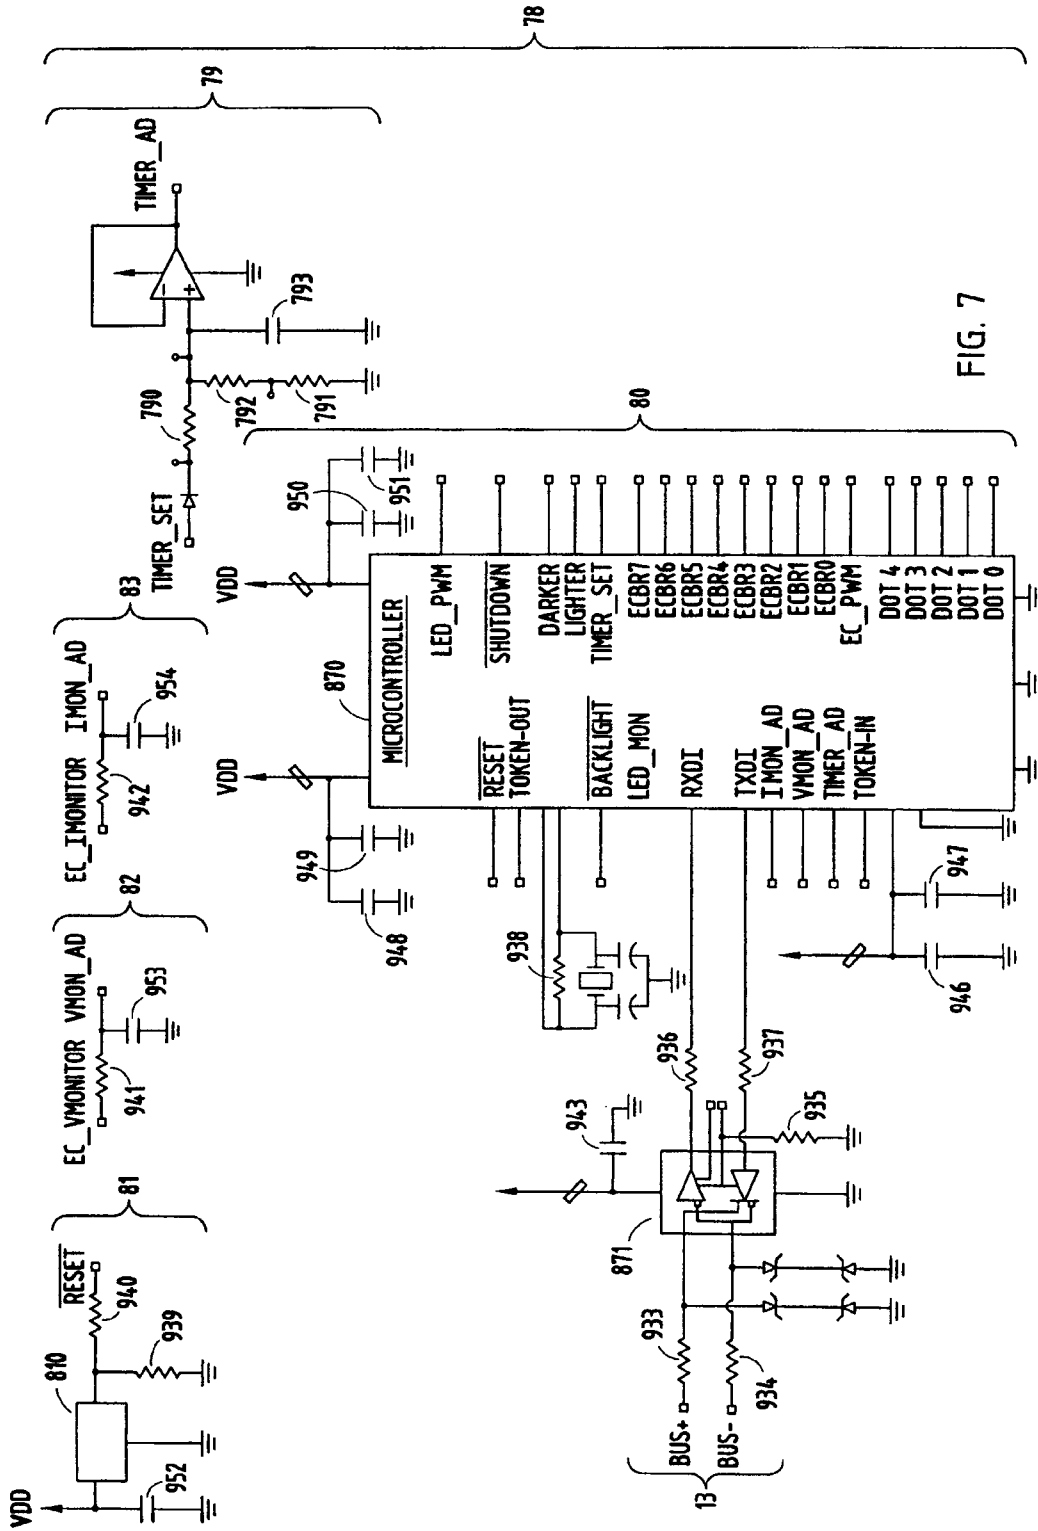 78
79
TIMER_AD
793
790
792
791
TIMER_SET
83
EC_IMONITOR IMON_AD
954
942
82
EC_VMONITOR VMON_AD
953
941
81
RESET
940
939
810
VDD
952
FIG. 7
80
950
951
VDD
VDD
949
948
870
MICROCONTROLLER
LED_PWM
SHUTDOWN
DARKER
LIGHTER
TIMER_SET
ECBR7
ECBR6
ECBR5
ECBR4
ECBR3
ECBR2
ECBR1
ECBR0
EC_PWM
DOT 4
DOT 3
DOT 2
DOT 1
DOT 0
RESET
TOKEN-OUT
BACKLIGHT
LED_MON
RXDI
TXDI
IMON_AD
VMON_AD
TIMER_AD
TOKEN-IN
938
947
946
936
937
943
935
871
933
934
BUS+
BUS-
13